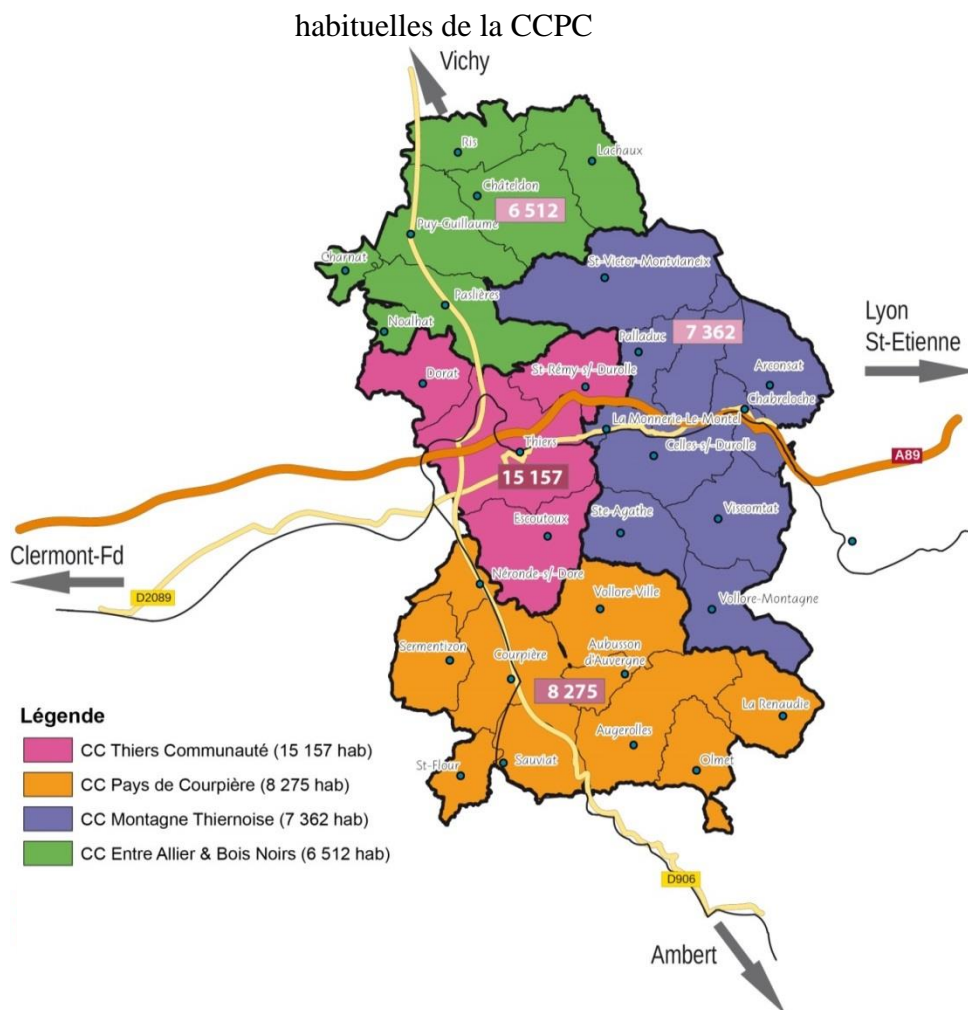 habituelles de la CCPC
Vichy
Ris
Lachaux
Châteldon
6 512
Puy-Guillaume
Charnat
St-Victor-Montvianeix
Paslières
Noalhat
Lyon
St-Etienne
7 362
Palladuc
Dorat
St-Rémy-s/-Durolle
Arconsat
Chabreloche
La Monnerie-Le-Montel
Thiers
Celles-s/-Durolle
A89
15 157
Escoutoux
Ste-Agathe
Viscomtat
Clermont-Fd
D2089
Néronde-s/-Dore
Vollore-Ville
Vollore-Montagne
Sermentizon
Courpière
Aubusson
d'Auvergne
8 275
La Renaudie
Légende
Augerolles
CC Thiers Communauté (15 157 hab)
St-Flour
Sauviat
Olmet
CC Pays de Courpière (8 275 hab)
CC Montagne Thiernoise (7 362 hab)
CC Entre Allier & Bois Noirs (6 512 hab)
D906
Ambert